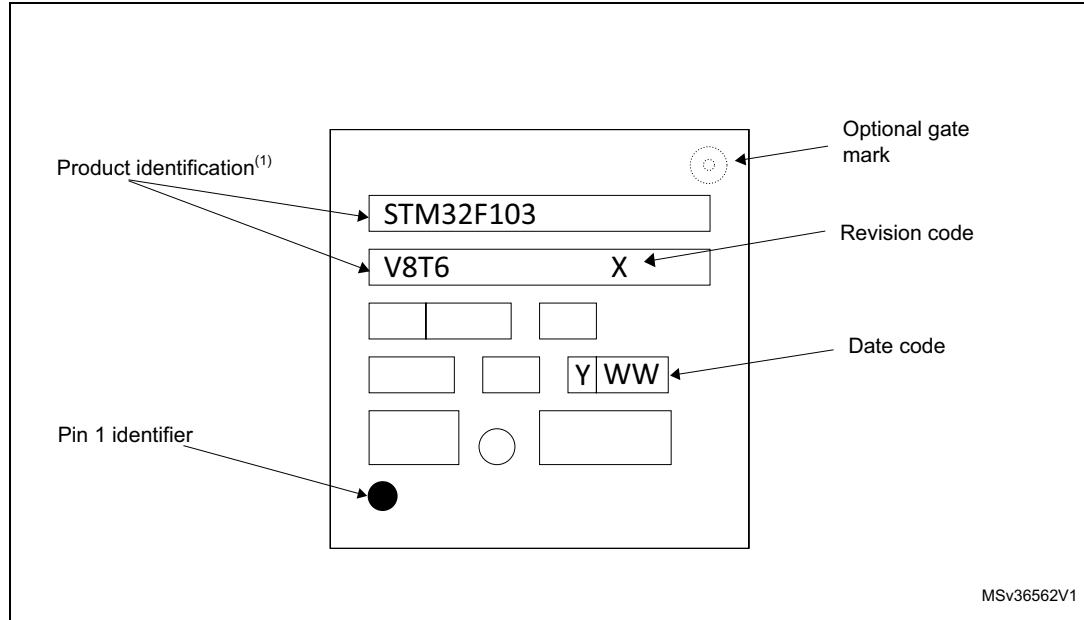 Optional gate
mark
Product identification(1)
STM32F103
Revision code
V8T6 X
Date code
Y WW
Pin 1 identifier
MSv36562V1